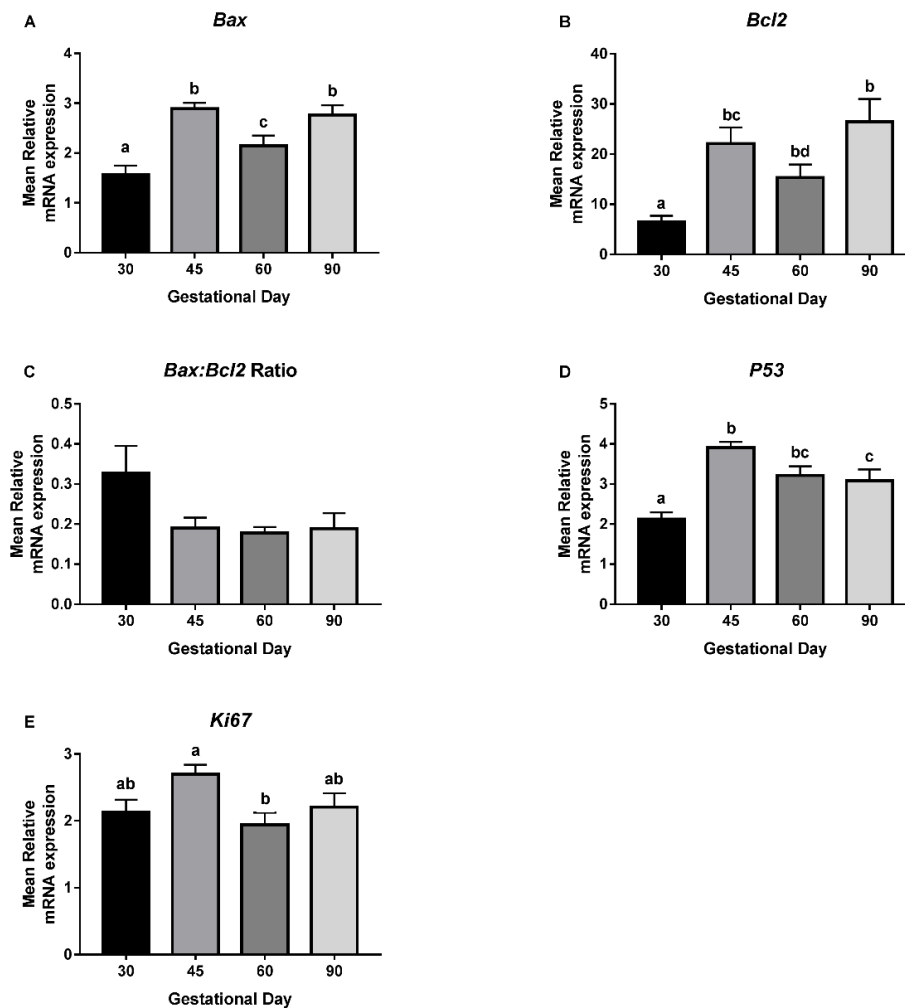 A
Bax
Mean Relative
mRNA expression
4
3
2
1
0
a
b
c
b
30
45
60
90
Gestational Day
B
Bcl2
Mean Relative
mRNA expression
40
30
20
10
0
a
bc
bd
b
30
45
60
90
Gestational Day
C
Bax:Bcl2 Ratio
Mean Relative
mRNA expression
0.5
0.4
0.3
0.2
0.1
0.0
30
45
60
90
Gestational Day
D
P53
Mean Relative
mRNA expression
5
4
3
2
1
0
a
b
bc
c
30
45
60
90
Gestational Day
E
Ki67
Mean Relative
mRNA expression
3
2
1
0
ab
a
b
ab
30
45
60
90
Gestational Day